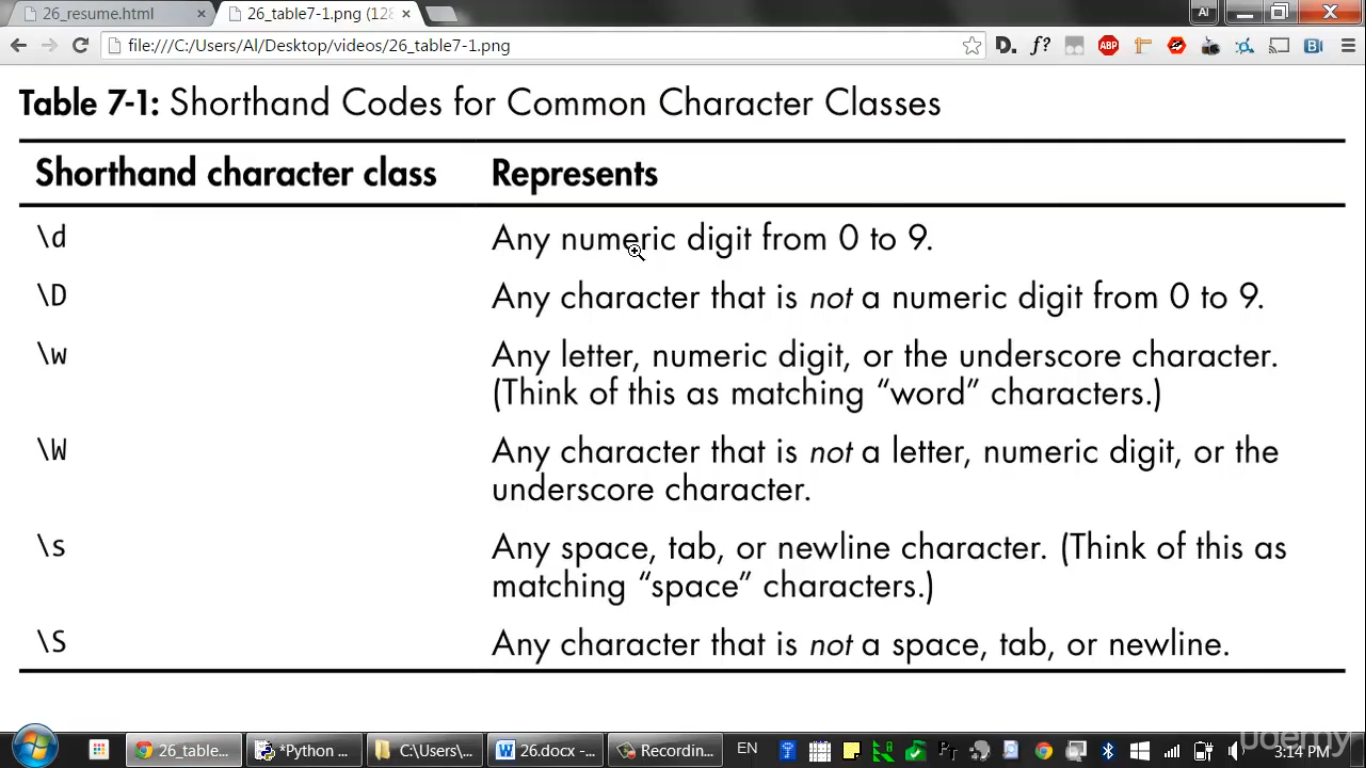 26_resume.html
26_table7-1.png (128
Al
file:///C:/Users/Al/Desktop/videos/26_table7-1.png
D.
f?
ABP
Table 7-1: Shorthand Codes for Common Character Classes
Shorthand character class Represents
\d Any numeric digit from 0 to 9.
\D Any character that is not a numeric digit from 0 to 9.
\w Any letter, numeric digit, or the underscore character.
(Think of this as matching “word” characters.)
\W Any character that is not a letter, numeric digit, or the
underscore character.
\s Any space, tab, or newline character. (Think of this as
matching “space” characters.)
\S Any character that is not a space, tab, or newline.
26_table...
*Python ...
C:\Users\...
26.docx -...
Recordin...
EN
3:14 PM
udemy